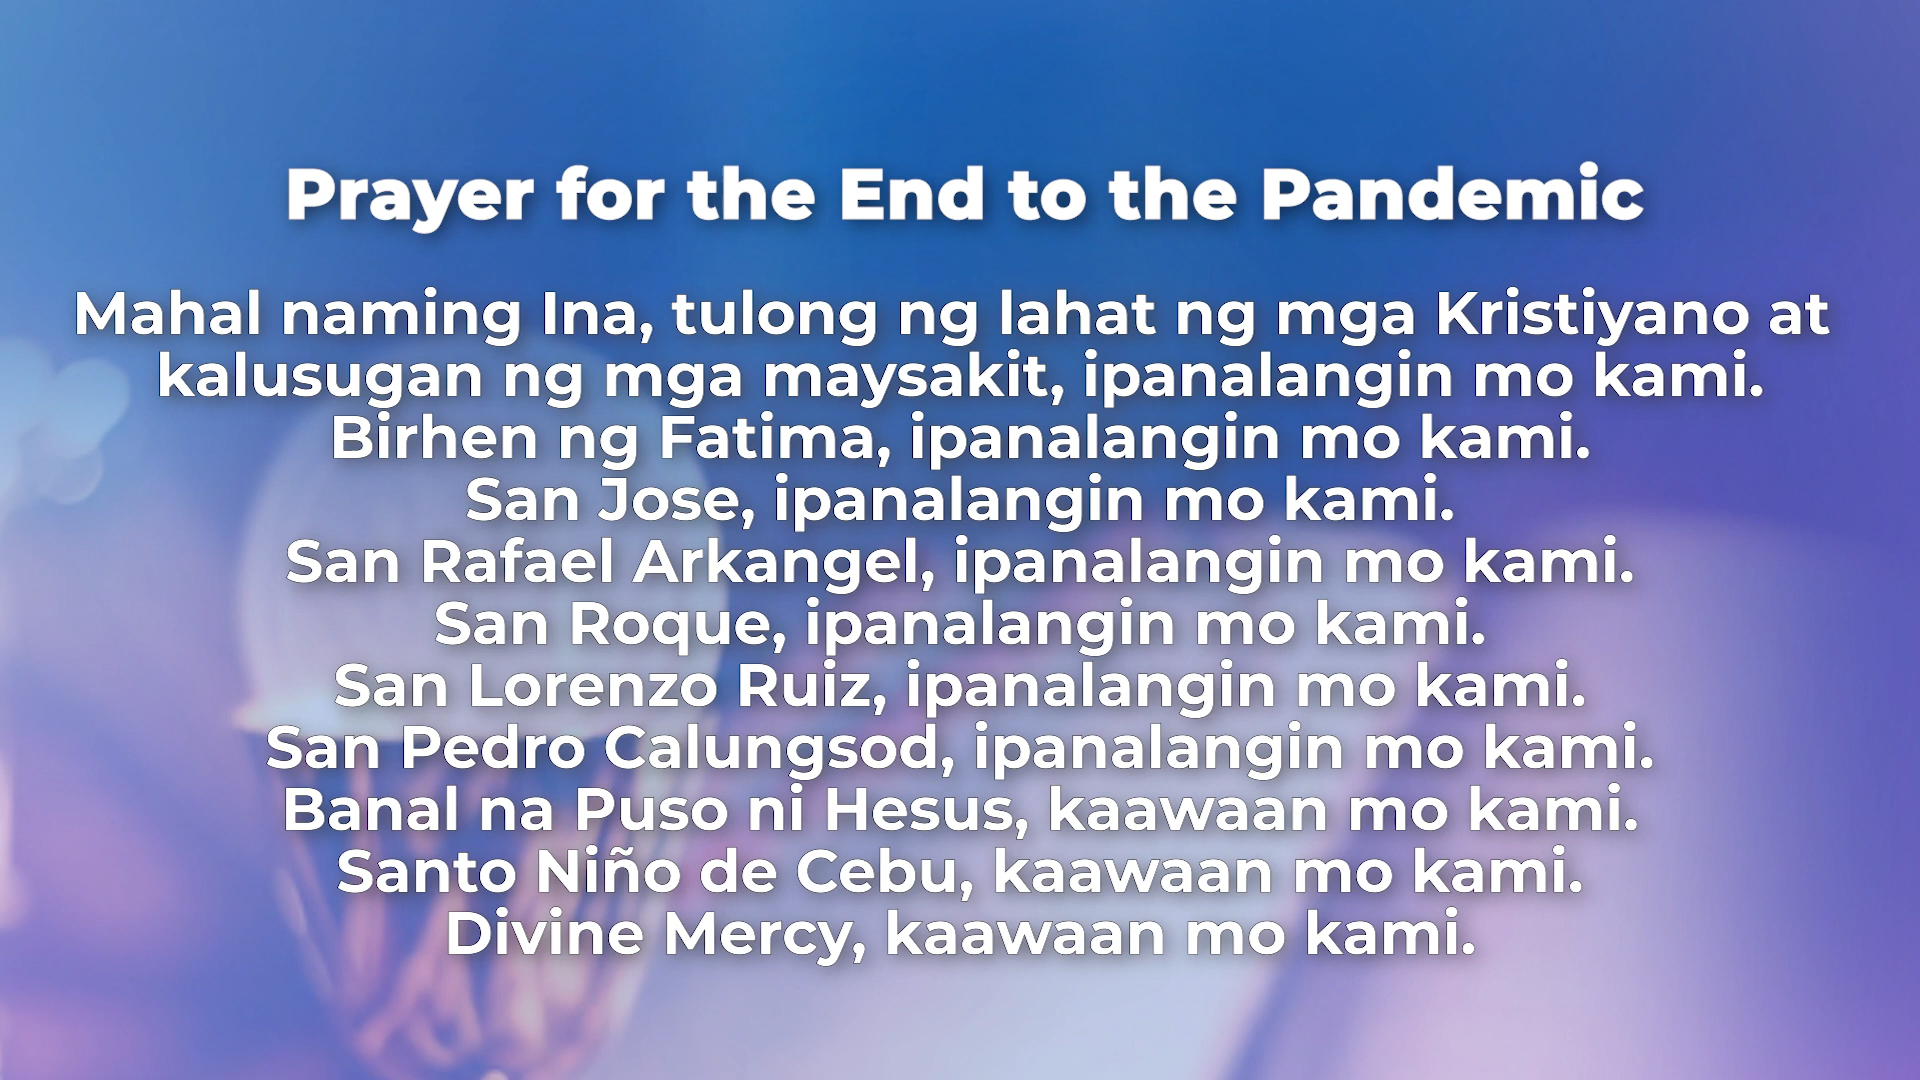 Prayer for the End to the Pandemic
Mahal naming Ina, tulong ng lahat ng mga Kristiyano at
kalusugan ng mga maysakit, ipanalangin mo kami.
Birhen ng Fatima, ipanalangin mo kami.
San Jose, ipanalangin mo kami.
San Rafael Arkangel, ipanalangin mo kami.
San Roque, ipanalangin mo kami.
San Lorenzo Ruiz, ipanalangin mo kami.
San Pedro Calungsod, ipanalangin mo kami.
Banal na Puso ni Hesus, kaawaan mo kami.
Santo Niño de Cebu, kaawaan mo kami.
Divine Mercy, kaawaan mo kami.